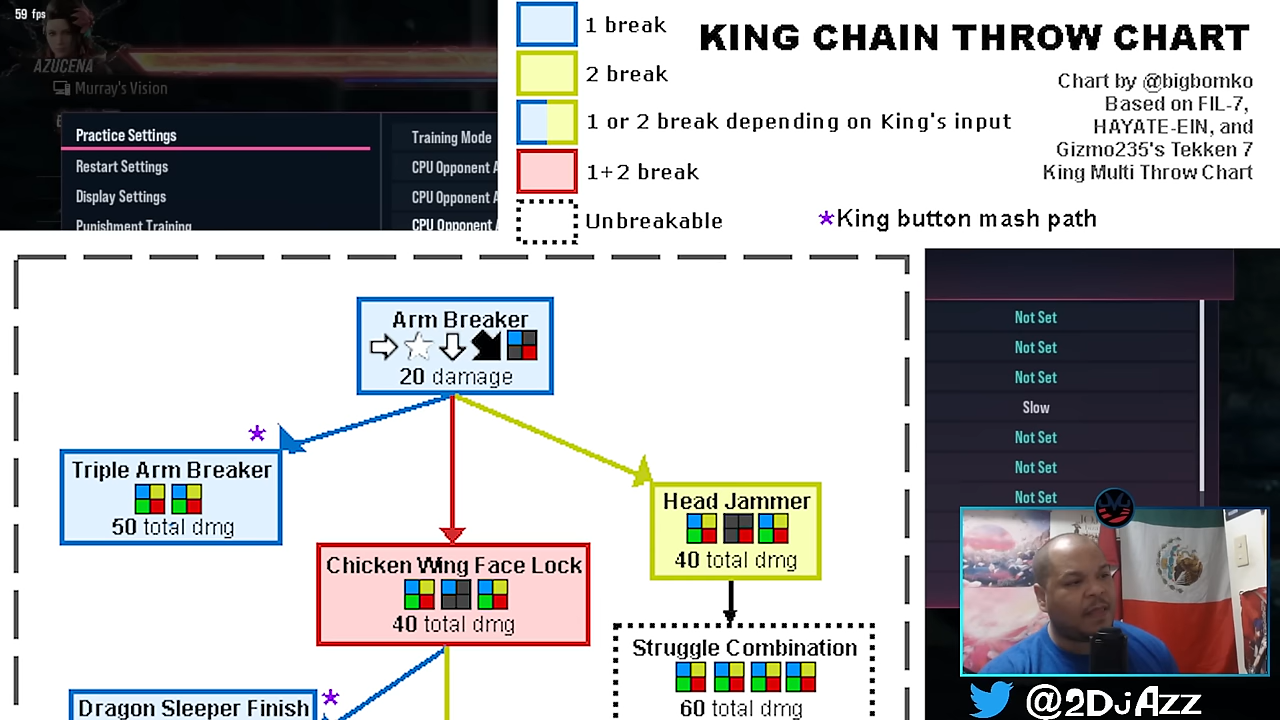 59 fps
AZUCENA
Murray's Vision
Practice Settings
Restart Settings
Display Settings
Punishment Training
Training Mode
CPU Opponent A
CPU Opponent A
CPU Opponent A
1 break
2 break
1 or 2 break depending on King's input
1+2 break
Unbreakable
KING CHAIN THROW CHART
Chart by @bigbomko
Based on FIL-7,
HAYATE-EIN, and
Gizmo235's Tekken 7
King Multi Throw Chart
*King button mash path
Arm Breaker
20 damage
*
Triple Arm Breaker
50 total dmg
Head Jammer
40 total dmg
Chicken Wing Face Lock
40 total dmg
Struggle Combination
60 total dmg
*
Dragon Sleeper Finish
Not Set
Not Set
Not Set
Slow
Not Set
Not Set
Not Set
@2DjAzz